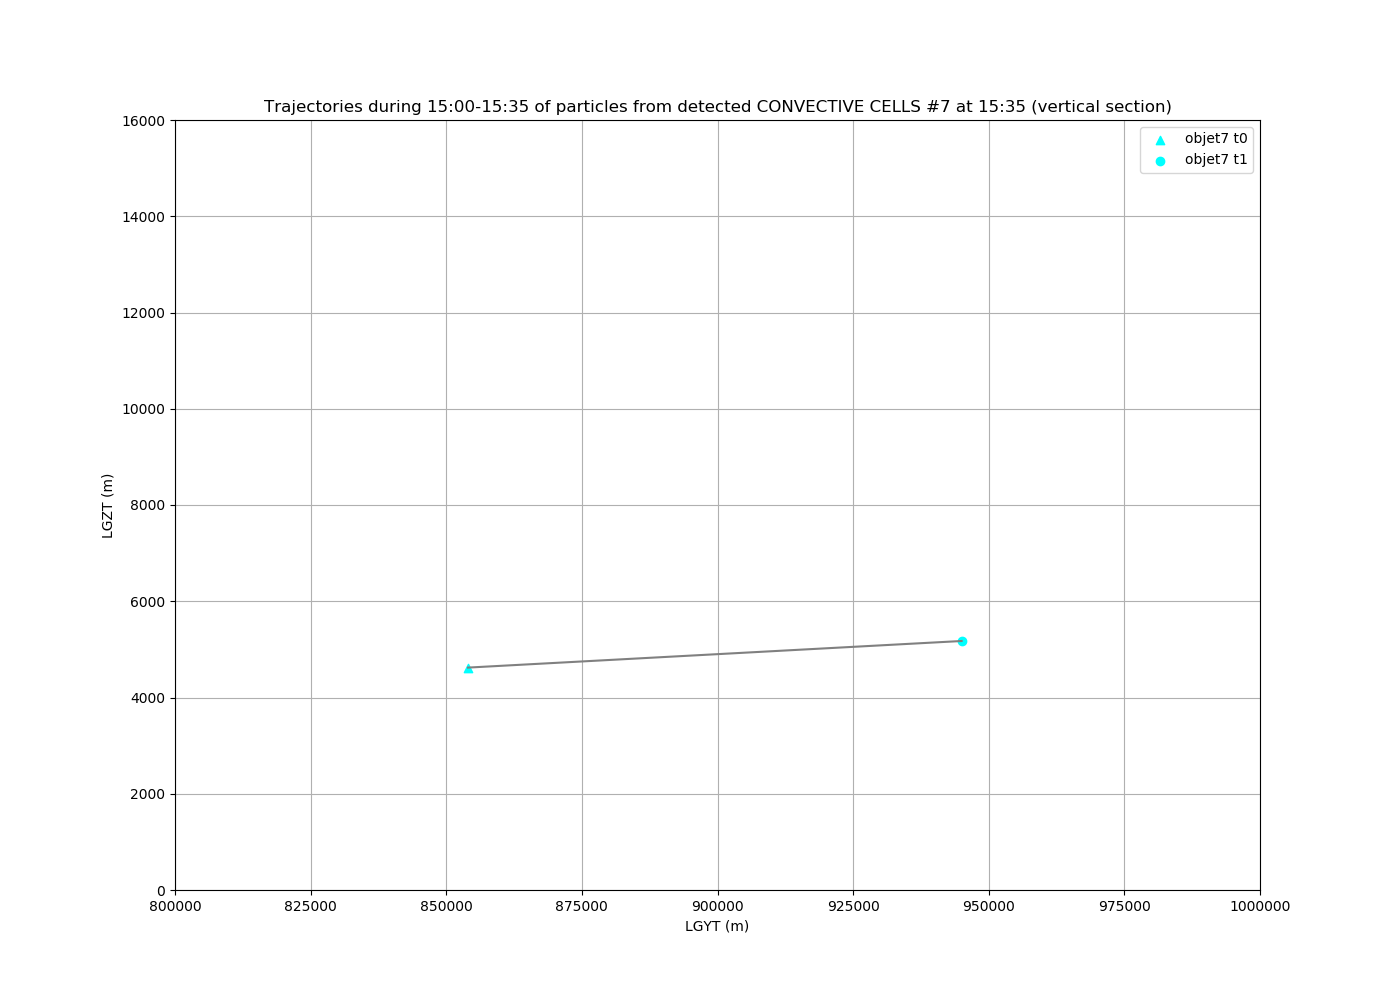 Trajectories during 15:00-15:35 of particles from detected CONVECTIVE CELLS #7 at 15:35 (vertical section)
objet7 t0
objet7 t1
16000
14000
12000
10000
8000
6000
4000
2000
0
LGZT (m)
800000 825000 850000 875000 900000 925000 950000 975000 1000000
LGYT (m)